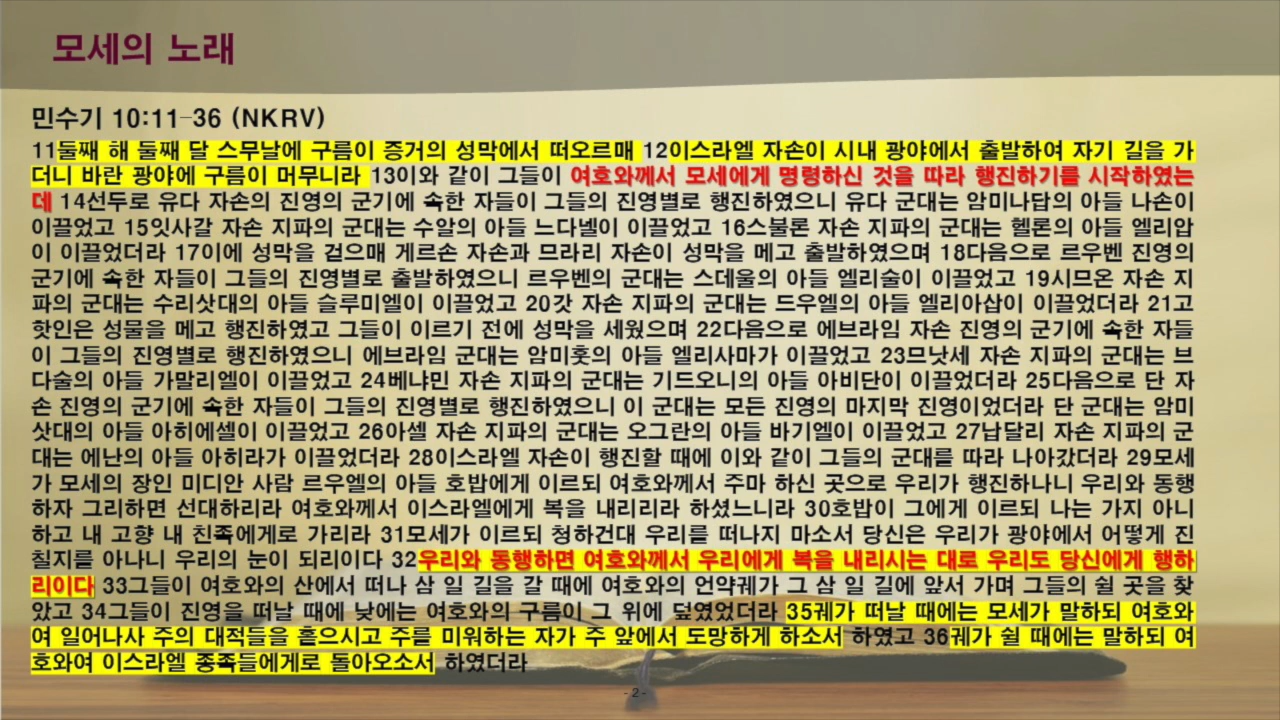 모세의 노래
민수기 10:11-36 (NKRV)
11둘째 해 둘째 달 스무날에 구름이 증거의 성막에서 떠오르매 12이스라엘 자손이 시내 광야에서 출발하여 자기 길을 가
더니 바란 광야에 구름이 머무니라 13이와 같이 그들이 여호와께서 모세에게 명령하신 것을 따라 행진하기를 시작하였는
데 14선두로 유다 자손의 진영의 군기에 속한 자들이 그들의 진영별로 행진하였으니 유다 군대는 암미나답의 아들 나손이
이끌었고 15잇사갈 자손 지파의 군대는 수알의 아들 느다넬이 이끌었고 16스불론 자손 지파의 군대는 헬론의 아들 엘리압
이 이끌었더라 17이에 성막을 걷으매 게르손 자손과 므라리 자손이 성막을 메고 출발하였으며 18다음으로 르우벤 진영의
군기에 속한 자들이 그들의 진영별로 출발하였으니 르우벤의 군대는 스데울의 아들 엘리술이 이끌었고 19시므온 자손 지
파의 군대는 수리삿대의 아들 슬루미엘이 이끌었고 20갓 자손 지파의 군대는 드우엘의 아들 엘리아삽이 이끌었더라 21고
핫인은 성물을 메고 행진하였고 그들이 이르기 전에 성막을 세웠으며 22다음으로 에브라임 자손 진영의 군기에 속한 자들
이 그들의 진영별로 행진하였으니 에브라임 군대는 암미훗의 아들 엘리사마가 이끌었고 23므낫세 자손 지파의 군대는 브
다술의 아들 가말리엘이 이끌었고 24베냐민 자손 지파의 군대는 기드오니의 아들 아비단이 이끌었더라 25다음으로 단 자
손 진영의 군기에 속한 자들이 그들의 진영별로 행진하였으니 이 군대는 모든 진영의 마지막 진영이었더라 단 군대는 암미
삿대의 아들 아히에셀이 이끌었고 26아셀 자손 지파의 군대는 오그란의 아들 바기엘이 이끌었고 27납달리 자손 지파의 군
대는 에난의 아들 아히라가 이끌었더라 28이스라엘 자손이 행진할 때에 이와 같이 그들의 군대를 따라 나아갔더라 29모세
가 모세의 장인 미디안 사람 르우엘의 아들 호밥에게 이르되 여호와께서 주마 하신 곳으로 우리가 행진하나니 우리와 동행
하자 그리하면 선대하리라 여호와께서 이스라엘에게 복을 내리리라 하셨느니라 30호밥이 그에게 이르되 나는 가지 아니
하고 내 고향 내 친족에게로 가리라 31모세가 이르되 청하건대 우리를 떠나지 마소서 당신은 우리가 광야에서 어떻게 진
칠지를 아나니 우리의 눈이 되리이다 32우리와 동행하면 여호와께서 우리에게 복을 내리시는 대로 우리도 당신에게 행하
리이다 33그들이 여호와의 산에서 떠나 삼 일 길을 갈 때에 여호와의 언약궤가 그 삼 일 길에 앞서 가며 그들의 쉴 곳을 찾
았고 34그들이 진영을 떠날 때에 낮에는 여호와의 구름이 그 위에 덮였었더라 35궤가 떠날 때에는 모세가 말하되 여호와
여 일어나사 주의 대적들을 흩으시고 주를 미워하는 자가 주 앞에서 도망하게 하소서 하였고 36궤가 쉴 때에는 말하되 여
호와여 이스라엘 종족들에게로 돌아오소서 하였더라
- 2 -